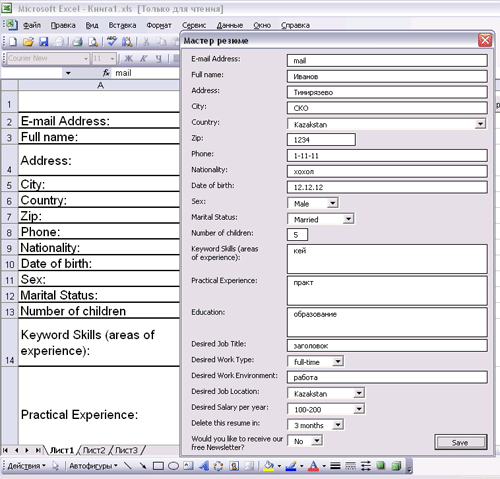 Microsoft Excel - Книга1.xls [Только для чтения]
Файл Правка Вид Вставка Формат Сервис Данные Окно Справка
Courier New 11 Ж К
mail
A
1
2 E-mail Address:
3 Full name:
4 Address:
5 City:
6 Country:
7 Zip:
8 Phone:
9 Nationality:
10 Date of birth:
11 Sex:
12 Marital Status:
13 Number of children
14 Keyword Skills (areas of
experience):
Practical Experience:
Лист1 Лист2 Лист3
Действия Автофигуры
Мастер резюме
E-mail Address: mail
Full name: Иванов
Address: Тимирязево
City: СКО
Country: Kazakstan
Zip: 1234
Phone: 1-11-11
Nationality: хохол
Date of birth: 12.12.12
Sex: Male
Marital Status: Married
Number of children: 5
Keyword Skills (areas
of experience): кей
Practical Experience: практ
Education: образование
Desired Job Title: заголовок
Desired Work Type: full-time
Desired Work Environment: работа
Desired Job Location: Kazakstan
Desired Salary per year: 100-200
Delete this resume in: 3 months
Would you like to receive our
free Newsletter? No
Save